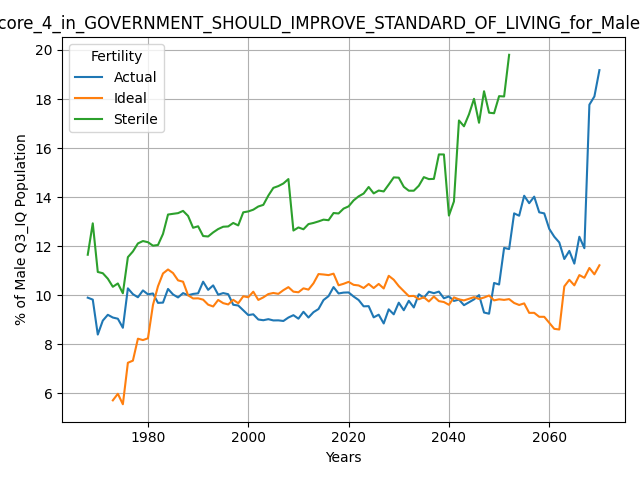 core_4_in_GOVERNMENT_SHOULD_IMPROVE_STANDARD_OF_LIVING_for_Male
Fertility
Actual
Ideal
Sterile
% of Male Q3_IQ Population
20
18
16
14
12
10
8
6
1980 2000 2020 2040 2060
Years